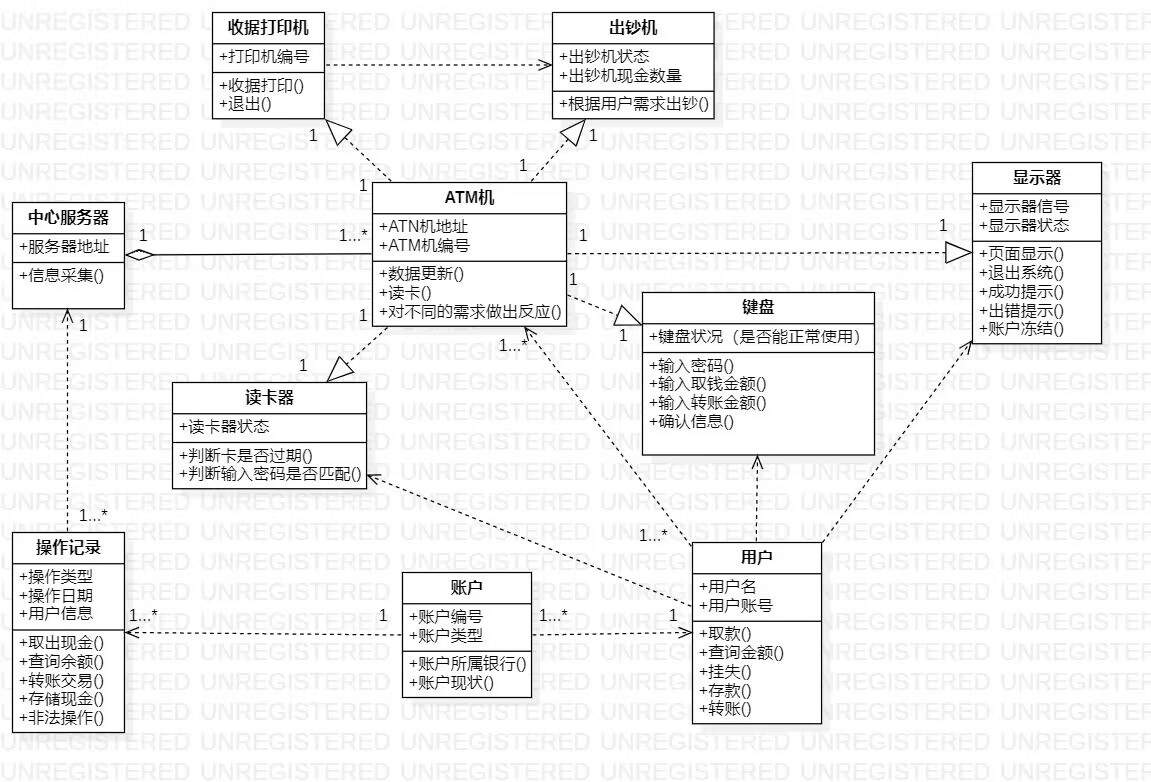 收据打印机
+打印机编号
+收据打印()
+退出()
出钞机
+出钞机状态
+出钞机现金数量
+根据用户需求出钞()
1
1
1
1
ATM机
+ATN机地址
+ATM机编号
+数据更新()
+读卡()
+对不同的需求做出反应()
显示器
+显示器信号
+显示器状态
+页面显示()
+退出系统()
+成功提示()
+出错提示()
+账户冻结()
中心服务器
+服务器地址
+信息采集()
1
1...*
1
1
1
1
键盘
+键盘状况（是否能正常使用）
+输入密码()
+输入取钱金额()
+输入转账金额()
+确认信息()
1
1
1
1...*
读卡器
+读卡器状态
+判断卡是否过期()
+判断输入密码是否匹配()
1...*
1...*
操作记录
+操作类型
+操作日期
+用户信息
+取出现金()
+查询余额()
+转账交易()
+存储现金()
+非法操作()
1...*
1
账户
+账户编号
+账户类型
+账户所属银行()
+账户现状()
1...*
1
用户
+用户名
+用户账号
+取款()
+查询金额()
+挂失()
+存款()
+转账()
UNREGISTERED